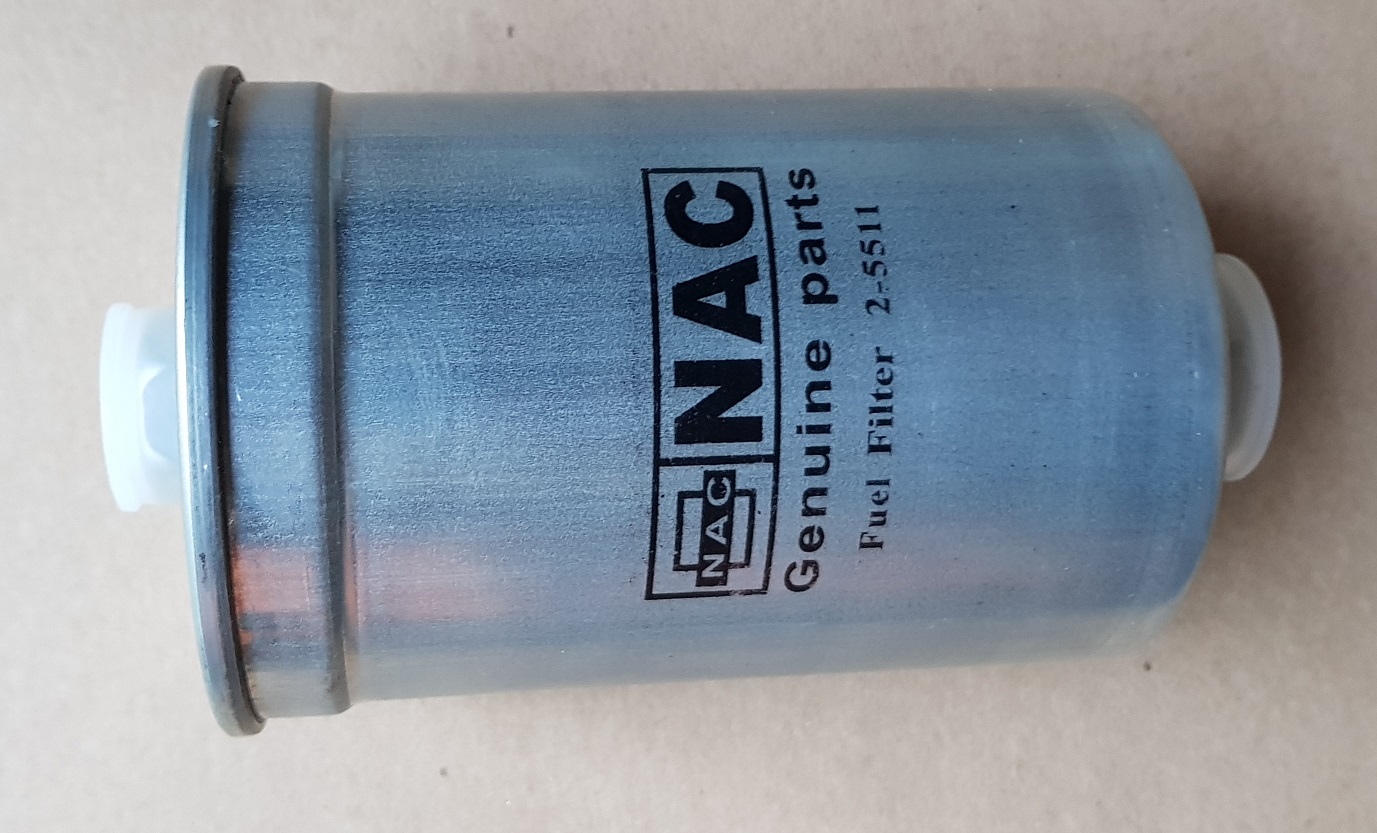 NAC NAC
Genuine parts
Fuel Filter 2-5511